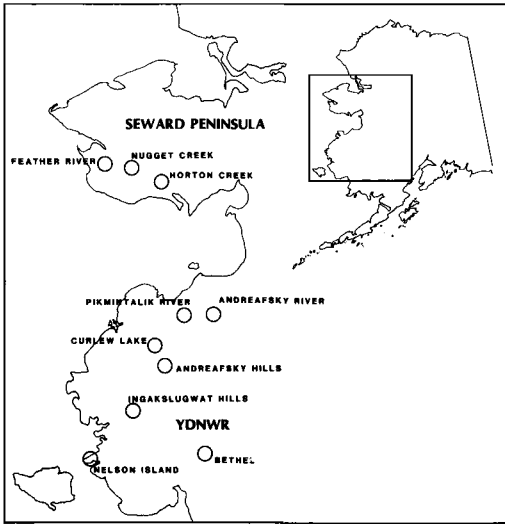 SEWARD PENINSULA
FEATHER RIVER
NUGGET CREEK
HORTON CREEK
PIKMIKTALIK RIVER
ANDREAFSKY RIVER
CURLEW LAKE
ANDREAFSKY HILLS
INGAKSLUGWAT HILLS
YDNWR
NELSON ISLAND
BETHEL